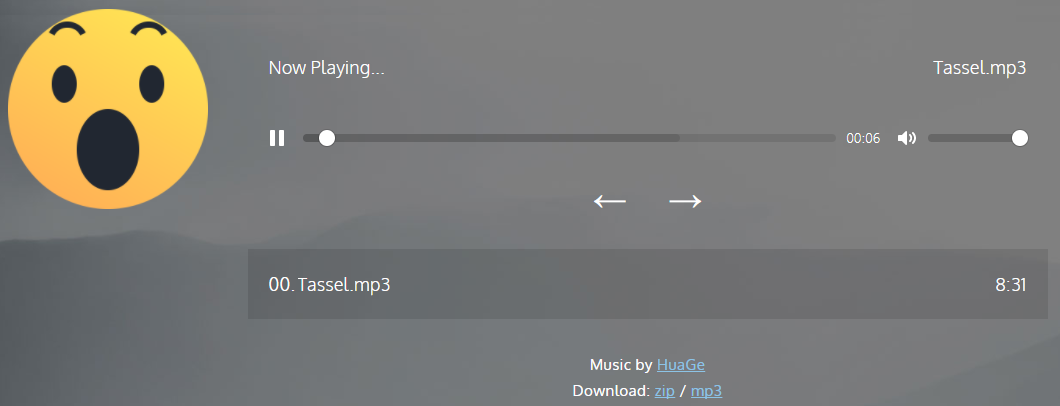 Now Playing... Tassel.mp3
00:06
← →
00. Tassel.mp3 8:31
Music by HuaGe
Download: zip / mp3